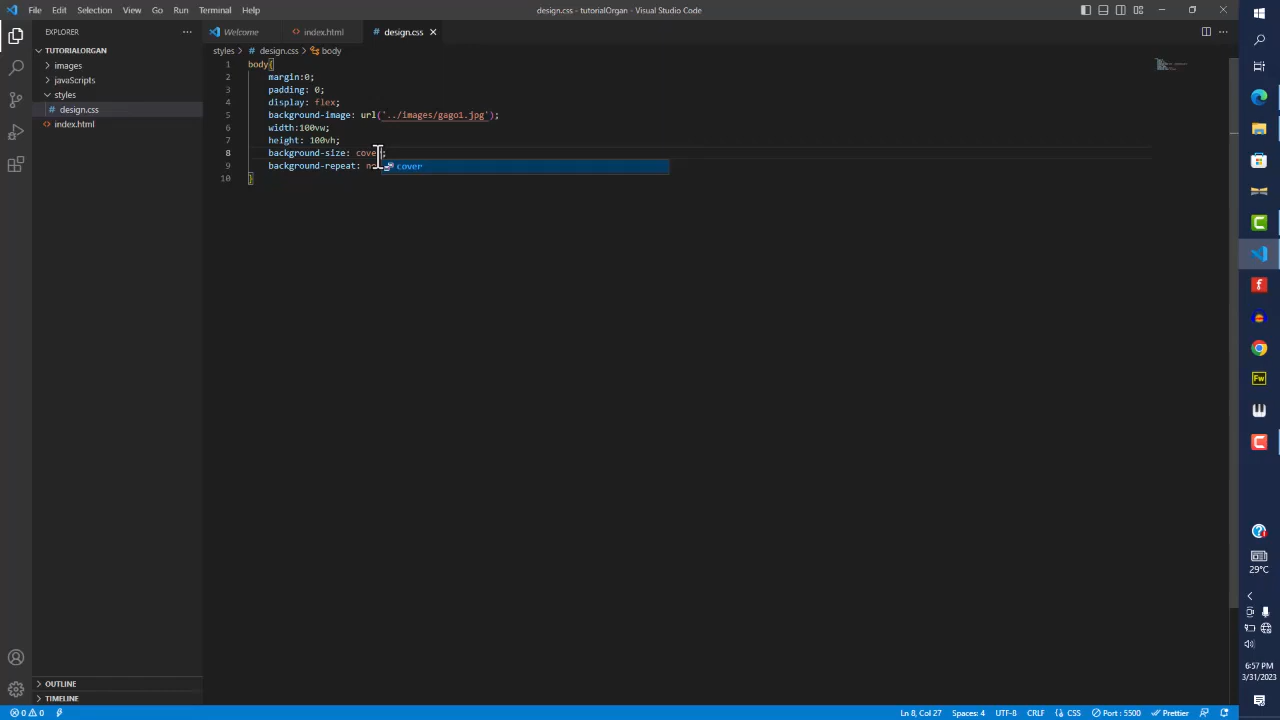 File Edit Selection View Go Run Terminal Help
design.css - tutorialOrgan - Visual Studio Code
EXPLORER
Welcome
index.html
design.css
TUTORIALORGAN
images
javaScripts
styles
design.css
index.html
styles > design.css > body
1 body{
2 margin:0;
3 padding: 0;
4 display: flex;
5 background-image: url('../images/gago1.jpg');
6 width:100vw;
7 height: 100vh;
8 background-size: cove;
cover
9 background-repeat: n
10 }
OUTLINE
TIMELINE
0 0
Ln 8, Col 27 Spaces: 4 UTF-8 CRLF {} CSS Port : 5500 Prettier
Fw
29°C
6:57 PM
3/31/2023